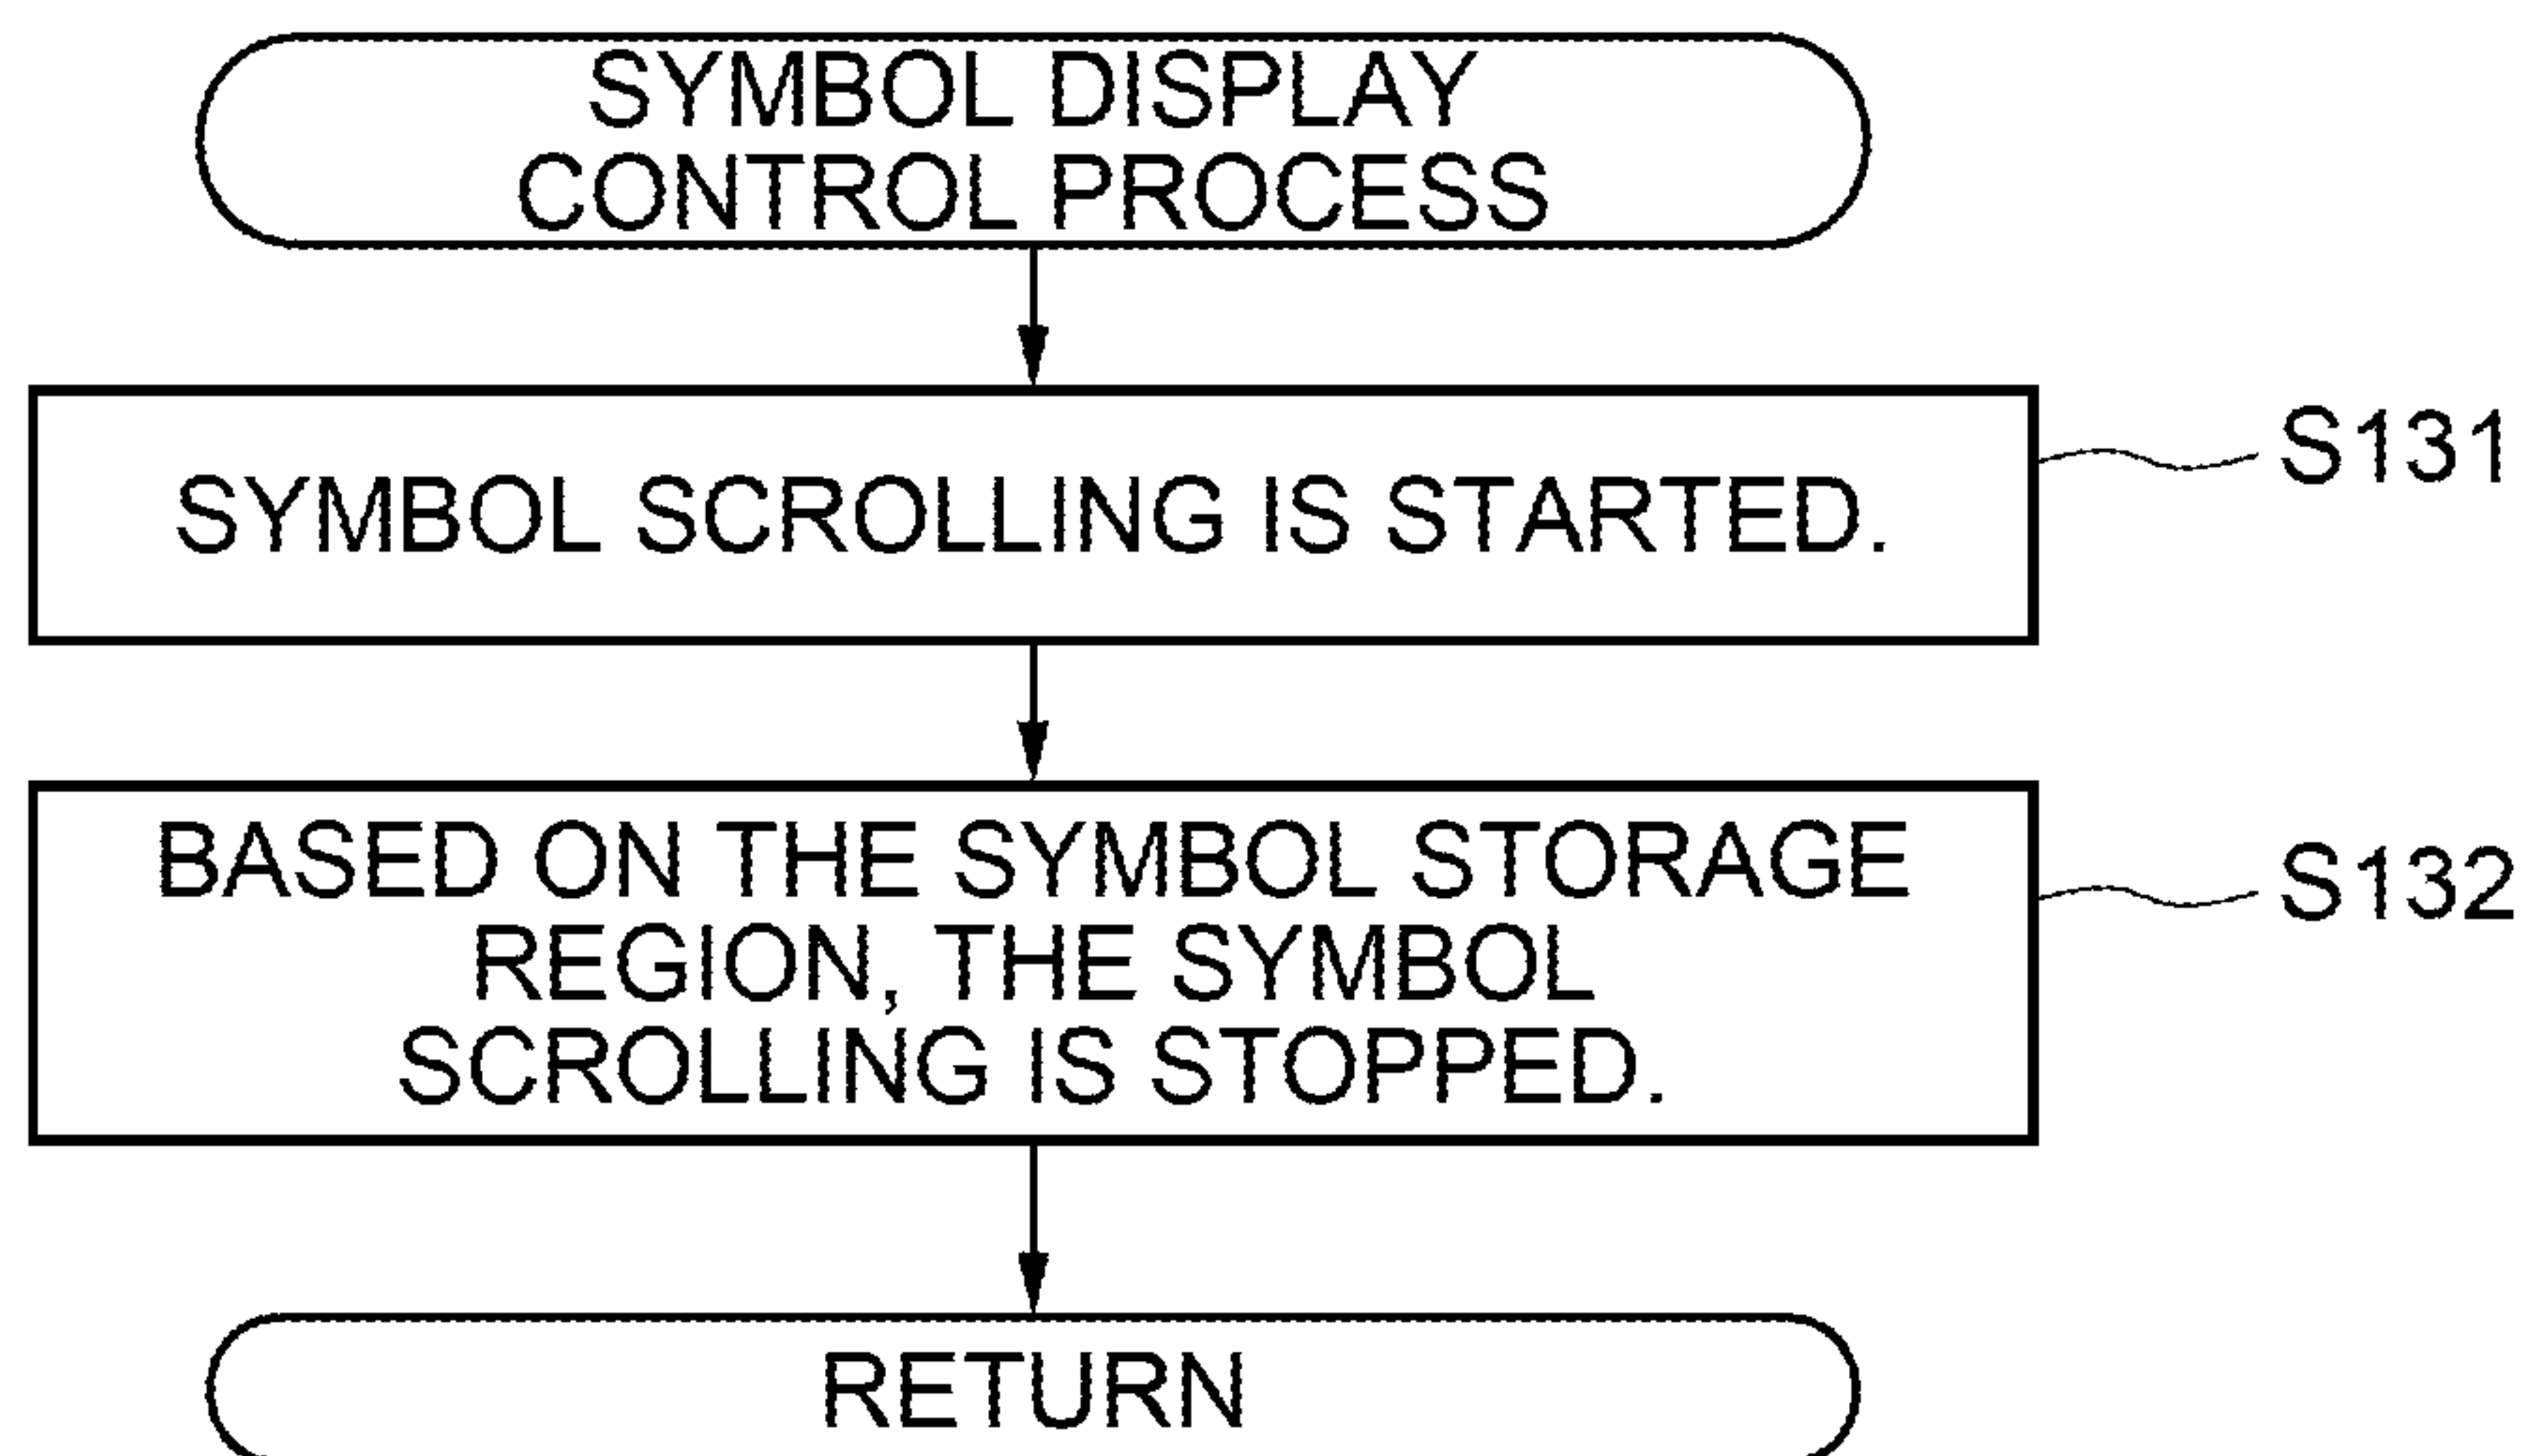 SYMBOL DISPLAY
CONTROL PROCESS
SYMBOL SCROLLING IS STARTED.
S131
BASED ON THE SYMBOL STORAGE
REGION, THE SYMBOL
SCROLLING IS STOPPED.
S132
RETURN